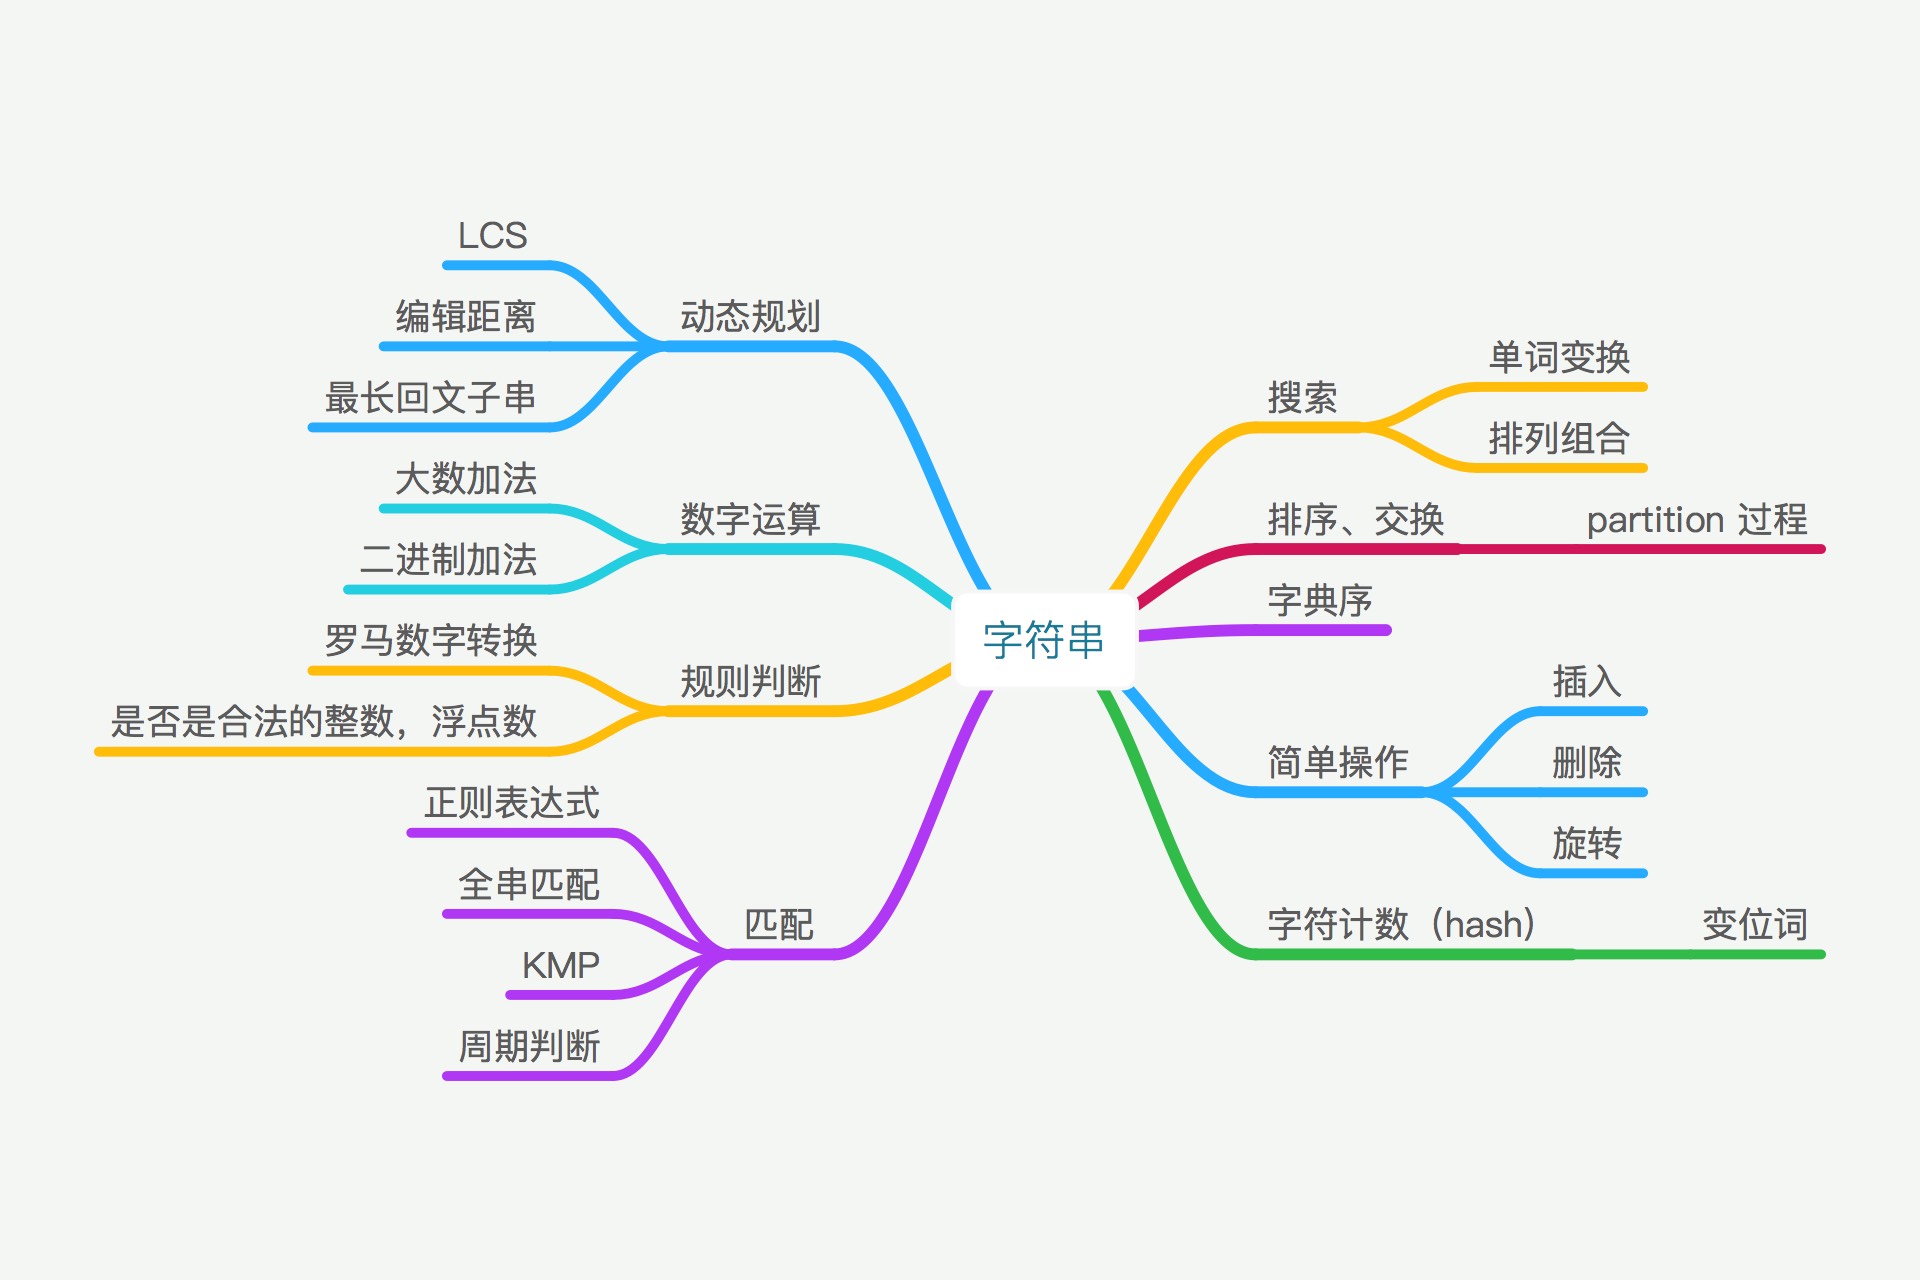 字符串
动态规划
LCS
编辑距离
最长回文子串
数字运算
大数加法
二进制加法
规则判断
罗马数字转换
是否是合法的整数，浮点数
匹配
正则表达式
全串匹配
KMP
周期判断
搜索
单词变换
排列组合
排序、交换
partition 过程
字典序
简单操作
插入
删除
旋转
字符计数（hash）
变位词